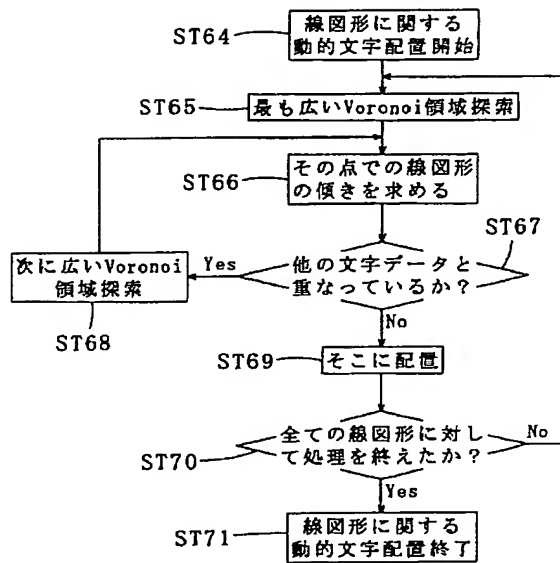 ST64
線図形に関する
動的文字配置開始
ST65
最も広いVoronoi領域探索
ST66
その点での線図形
の傾きを求める
ST67
他の文字データと
重なっているか?
Yes
次に広いVoronoi
領域探索
ST68
No
ST69
そこに配置
全ての線図形に対し
て処理を終えたか?
No
ST70
Yes
ST71
線図形に関する
動的文字配置終了